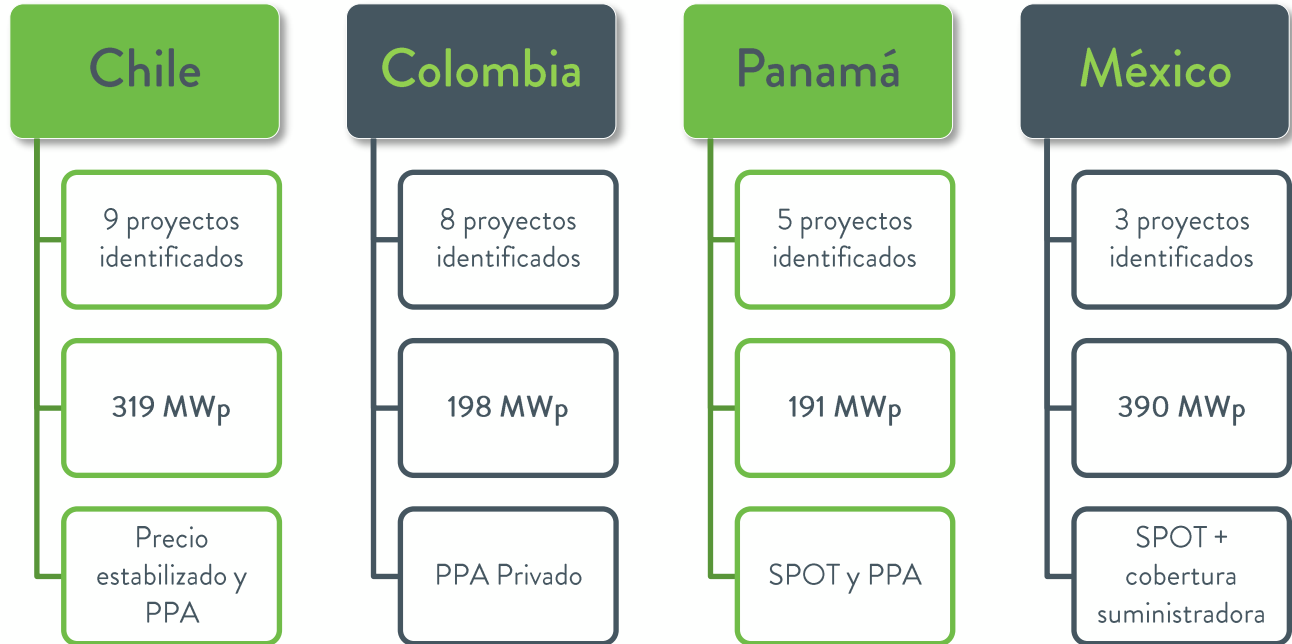 Chile
9 proyectos
identificados
319 MWp
Precio
estabilizado y
PPA
Colombia
8 proyectos
identificados
198 MWp
PPA Privado
Panamá
5 proyectos
identificados
191 MWp
SPOT y PPA
México
3 proyectos
identificados
390 MWp
SPOT +
cobertura
suministradora